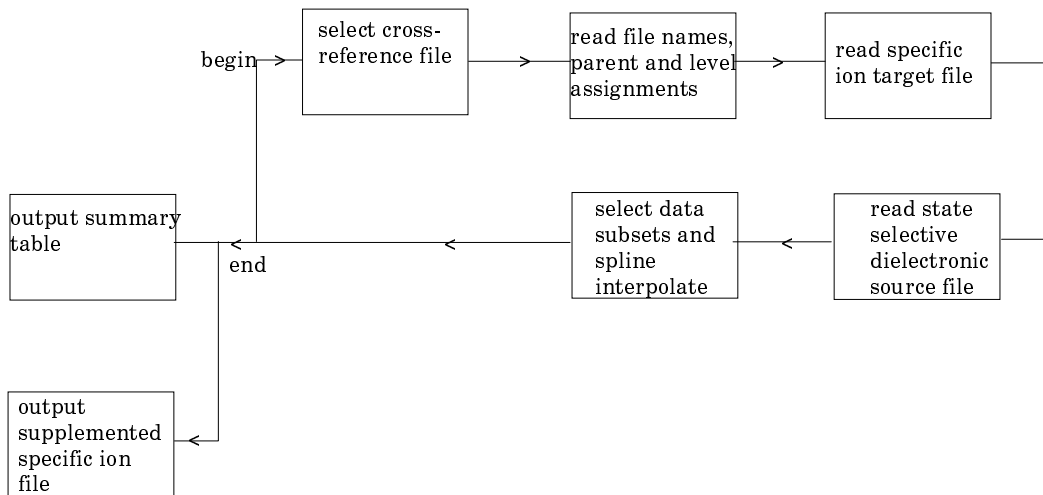 begin
select cross-
reference file
read file names,
parent and level
assignments
read specific
ion target file
output summary
table
end
select data
subsets and
spline
interpolate
read state
selective
dielectronic
source file
output
supplemented
specific ion
file